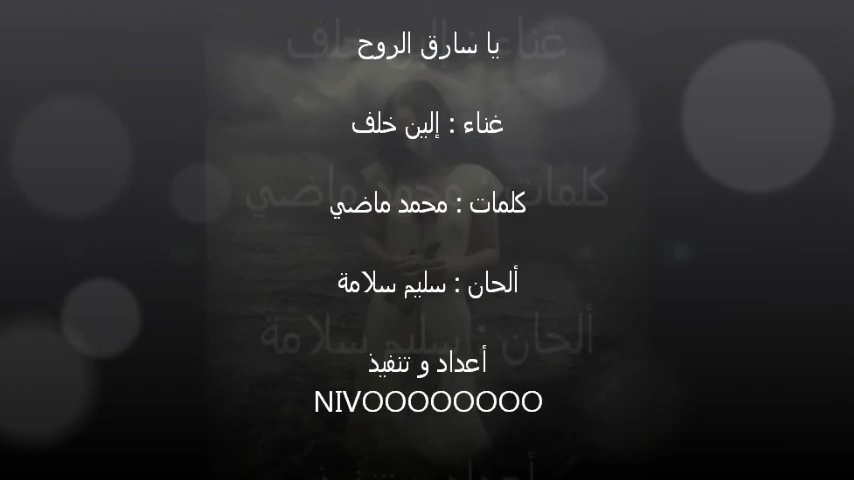 يا سارق الروح
غناء : إلين خلف
كلمات : محمد ماضي
ألحان : سليم سلامة
أعداد و تنفيذ
NIVOOOOOOOO